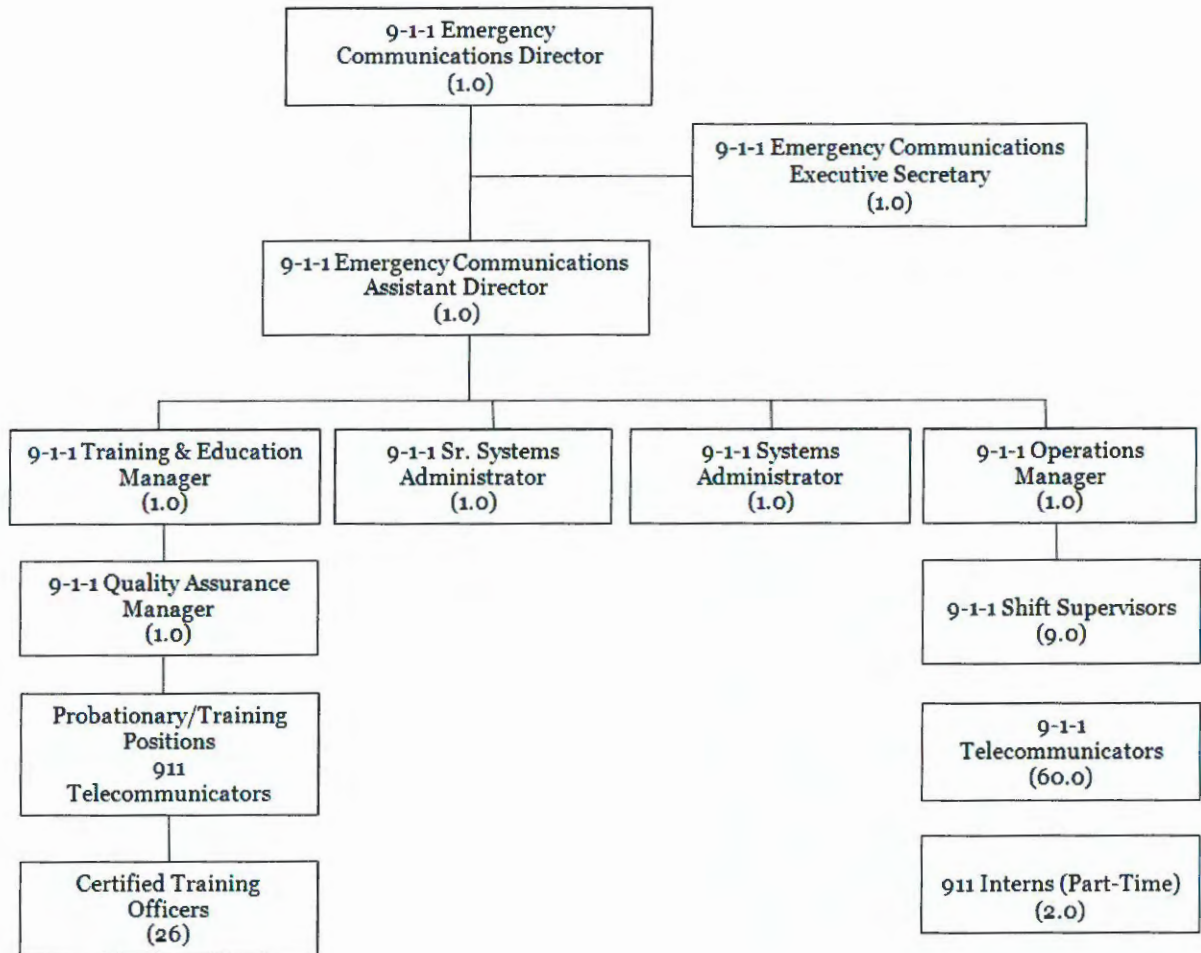 9-1-1 Emergency
Communications Director
(1.0)
9-1-1 Emergency Communications
Executive Secretary
(1.0)
9-1-1 Emergency Communications
Assistant Director
(1.0)
9-1-1 Training & Education
Manager
(1.0)
9-1-1 Sr. Systems
Administrator
(1.0)
9-1-1 Systems
Administrator
(1.0)
9-1-1 Operations
Manager
(1.0)
9-1-1 Quality Assurance
Manager
(1.0)
9-1-1 Shift Supervisors
(9.0)
Probationary/Training
Positions
911
Telecommunicators
9-1-1
Telecommunicators
(60.0)
Certified Training
Officers
(26)
911 Interns (Part-Time)
(2.0)